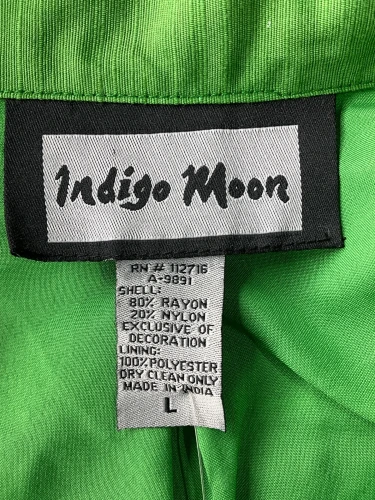 Indigo Moon
RN # 112716
A-9891
SHELL:
80% RAYON
20% NYLON
EXCLUSIVE OF
DECORATION
LINING:
100% POLYESTER
DRY CLEAN ONLY
MADE IN INDIA
L